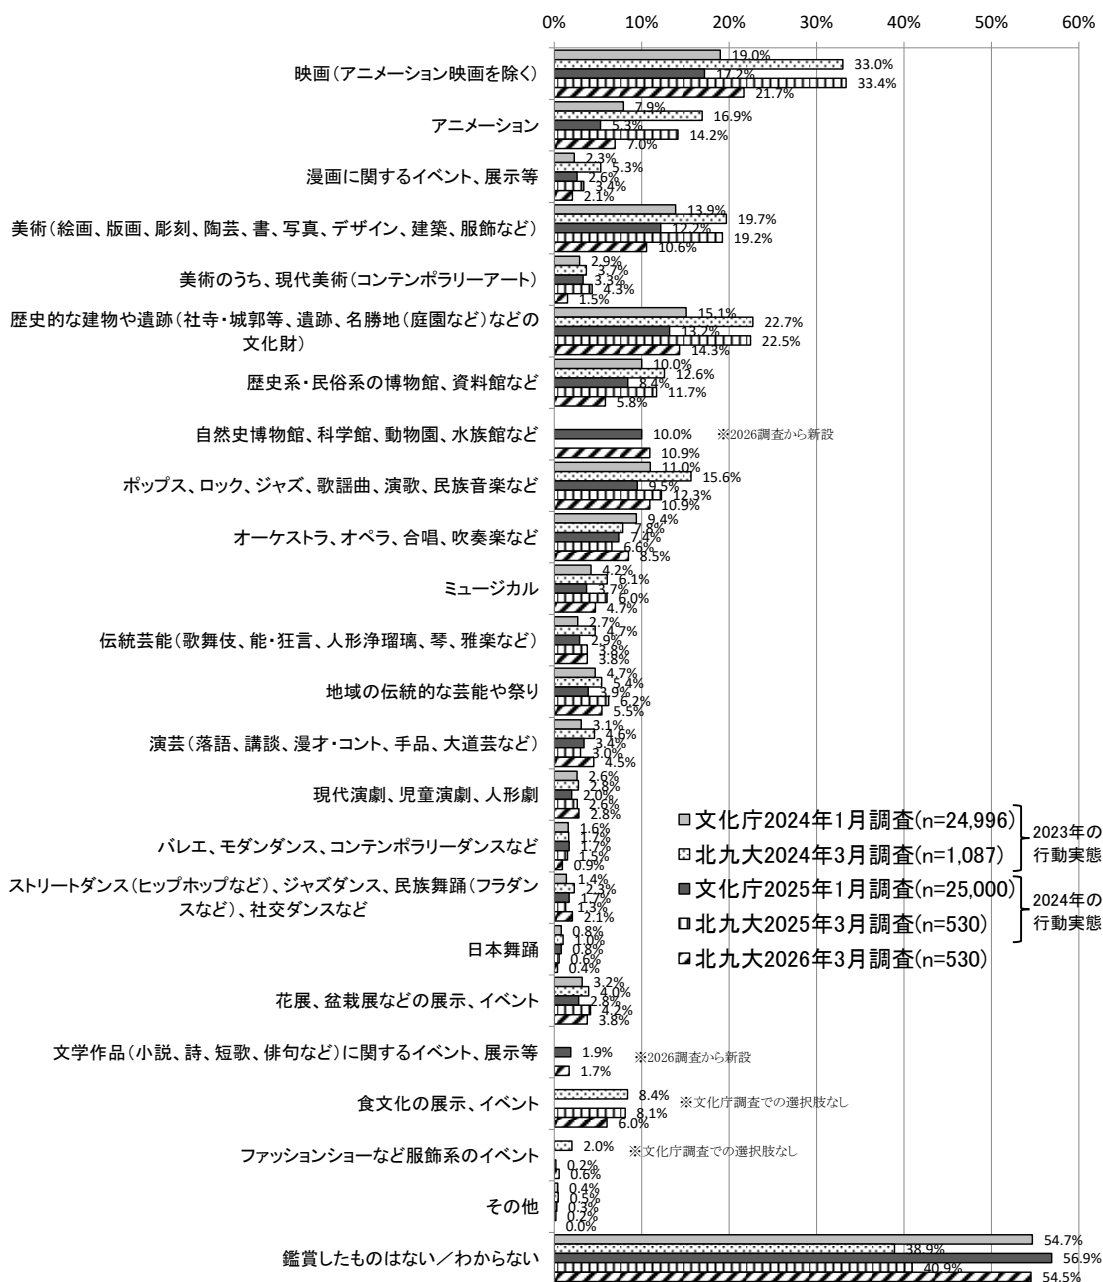 0% 10% 20% 30% 40% 50% 60%
映画(アニメーション映画を除く)
19.0%
33.0%
17.2%
33.4%
21.7%
アニメーション
7.9%
16.9%
5.3%
14.2%
7.0%
漫画に関するイベント、展示等
2.3%
5.3%
2.6%
3.4%
2.1%
美術(絵画、版画、彫刻、陶芸、書、写真、デザイン、建築、服飾など)
13.9%
19.7%
12.2%
19.2%
10.6%
美術のうち、現代美術(コンテンポラリーアート)
2.9%
3.7%
3.3%
4.3%
1.5%
歴史的な建物や遺跡(社寺・城郭等、遺跡、名勝地(庭園など)などの
文化財)
15.1%
22.7%
13.2%
22.5%
14.3%
歴史系・民俗系の博物館、資料館など
10.0%
12.6%
8.4%
11.7%
5.8%
自然史博物館、科学館、動物園、水族館など
10.0% ※2026調査から新設
10.9%
ポップス、ロック、ジャズ、歌謡曲、演歌、民族音楽など
11.0%
15.6%
9.5%
12.3%
10.9%
オーケストラ、オペラ、合唱、吹奏楽など
9.4%
7.8%
7.4%
6.6%
8.5%
ミュージカル
4.2%
6.1%
3.7%
6.0%
4.7%
伝統芸能(歌舞伎、能・狂言、人形浄瑠璃、琴、雅楽など)
2.7%
4.7%
2.9%
3.8%
3.8%
地域の伝統的な芸能や祭り
4.7%
5.4%
3.9%
6.2%
5.5%
演芸(落語、講談、漫才・コント、手品、大道芸など)
3.1%
4.6%
3.4%
3.0%
4.5%
現代演劇、児童演劇、人形劇
2.6%
2.8%
2.0%
2.6%
2.8%
バレエ、モダンダンス、コンテンポラリーダンスなど
1.6%
1.7%
1.7%
1.5%
0.9%
ストリートダンス(ヒップホップなど)、ジャズダンス、民族舞踊(フラダン
スなど)、社交ダンスなど
1.4%
2.3%
1.7%
1.3%
2.1%
日本舞踊
0.8%
1.0%
0.8%
0.6%
0.4%
花展、盆栽展などの展示、イベント
3.2%
4.0%
2.8%
4.2%
3.8%
文学作品(小説、詩、短歌、俳句など)に関するイベント、展示等
1.9% ※2026調査から新設
1.7%
食文化の展示、イベント
8.4% ※文化庁調査での選択肢なし
8.1%
6.0%
ファッションショーなど服飾系のイベント
2.0% ※文化庁調査での選択肢なし
0.2%
0.6%
その他
0.4%
0.5%
0.3%
0.2%
0.0%
鑑賞したものはない/わからない
54.7%
38.9%
56.9%
40.9%
54.5%
文化庁2024年1月調査(n=24,996)
北九大2024年3月調査(n=1,087)
2023年の
行動実態
文化庁2025年1月調査(n=25,000)
北九大2025年3月調査(n=530)
2024年の
行動実態
北九大2026年3月調査(n=530)